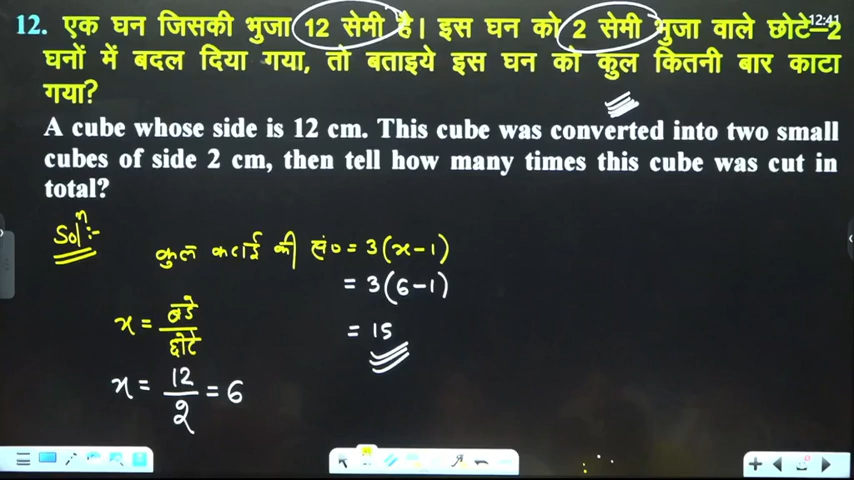 12. एक घन जिसकी भुजा 12 सेमी है। इस घन को 2 सेमी भुजा वाले छोटे-2
12:41
घनों में बदल दिया गया, तो बताइये इस घन को कुल कितनी बार काटा
गया?
A cube whose side is 12 cm. This cube was converted into two small
cubes of side 2 cm, then tell how many times this cube was cut in
total?
Solⁿ:-
कुल कटाई की सं० = 3(x-1)
= 3(6-1)
= 15
x = बड़े/छोटे
x = 12/2 = 6